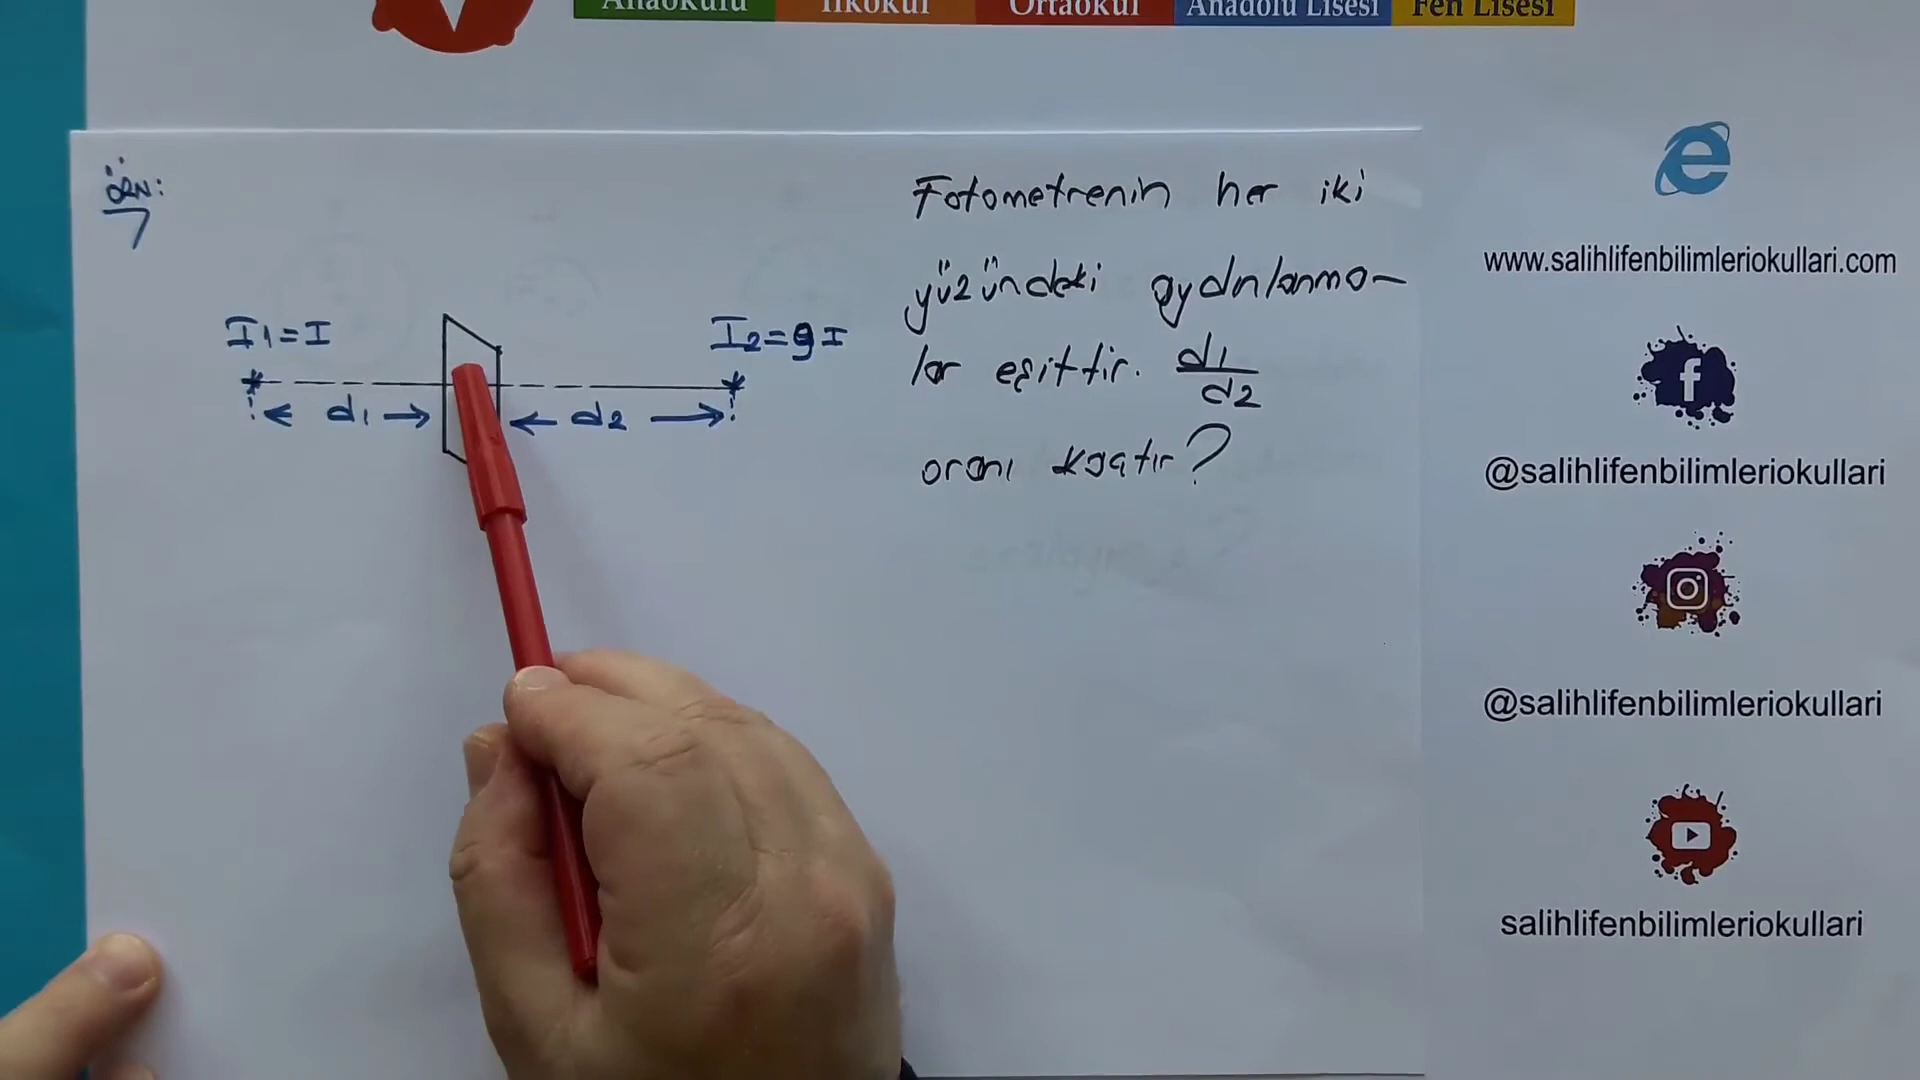 Anaokulu İlkokul Ortaokul Anadolu Lisesi Fen Lisesi
ÖRN:
7
I1=I
I2=9I
d1
d2
Fotometrenin her iki
yüzündeki aydınlanma-
lar eşittir. d1/d2
oranı kaçtır?
www.salihlifenbilimleriokullari.com
@salihlifenbilimleriokullari
@salihlifenbilimleriokullari
salihlifenbilimleriokullari